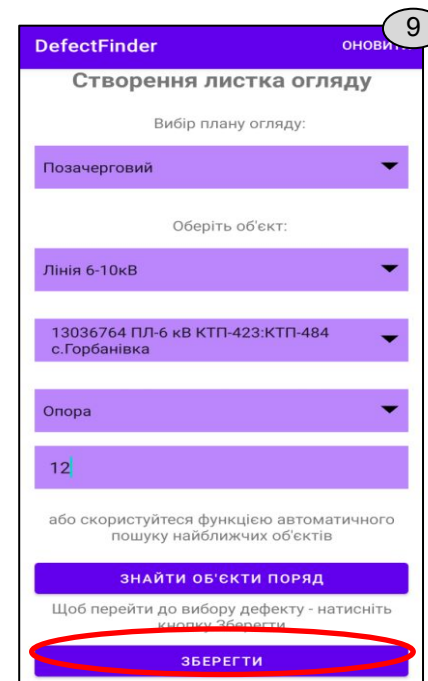 9
DefectFinder
Створення листка огляду
Вибір плану огляду:
Позачерговий
Оберіть об'єкт:
Лінія 6-10кВ
13036764 ПЛ-6 кВ КТП-423:КТП-484
с.Горбанівка
Опора
12
або скористуйтеся функцією автоматичного
пошуку найближчих об'єктів
ЗНАЙТИ ОБ'ЄКТИ ПОРЯД
Щоб перейти до вибору дефекту - натисніть
кнопку Зберегти
ЗБЕРЕГТИ